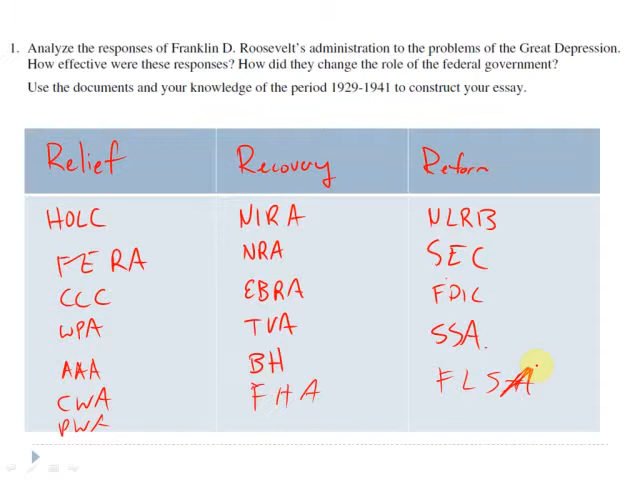 1. Analyze the responses of Franklin D. Roosevelt's administration to the problems of the Great Depression.
How effective were these responses? How did they change the role of the federal government?
Use the documents and your knowledge of the period 1929-1941 to construct your essay.
Relief Recovery Reform
HOLC NIRA NLRB
FERA NRA SEC
CCC EBRA FDIC
WPA TVA SSA.
AAA BH FLSA
CWA FHA
PWA